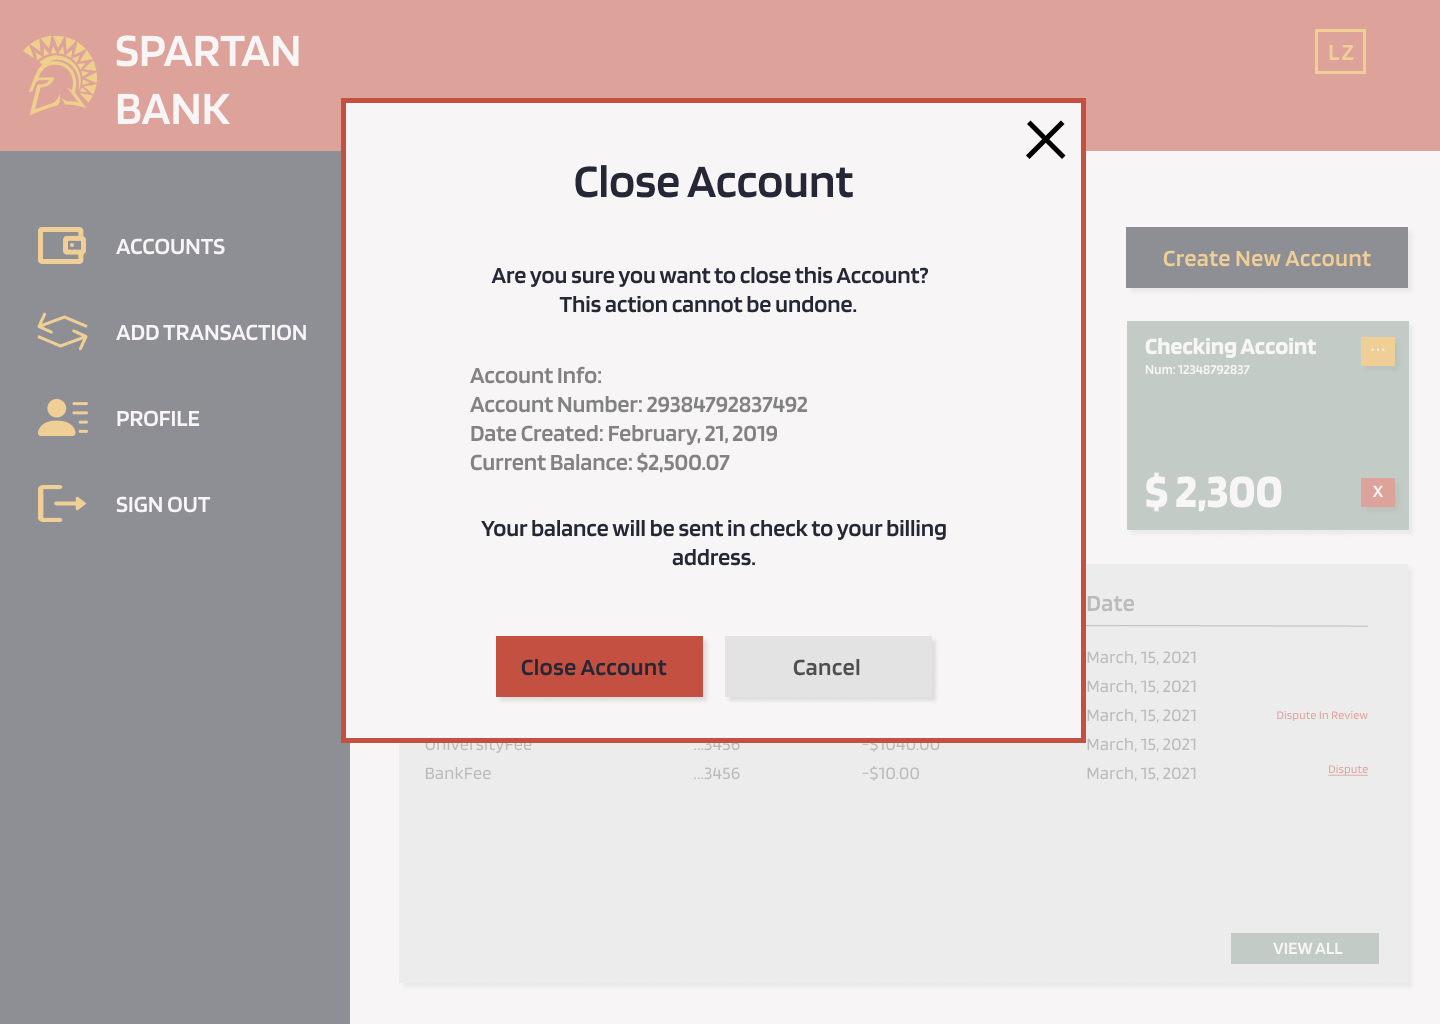 SPARTAN
BANK
LZ
ACCOUNTS
ADD TRANSACTION
PROFILE
SIGN OUT
Close Account
Are you sure you want to close this Account?
This action cannot be undone.
Account Info:
Account Number: 29384792837492
Date Created: February, 21, 2019
Current Balance: $2,500.07
Your balance will be sent in check to your billing
address.
Close Account
Cancel
Create New Account
Checking Accoint
...
Num: 12348792837
$ 2,300
X
Date
March, 15, 2021
March, 15, 2021
March, 15, 2021 Dispute In Review
UniversityFee ...3456 -$1040.00 March, 15, 2021
BankFee ...3456 -$10.00 March, 15, 2021 Dispute
VIEW ALL